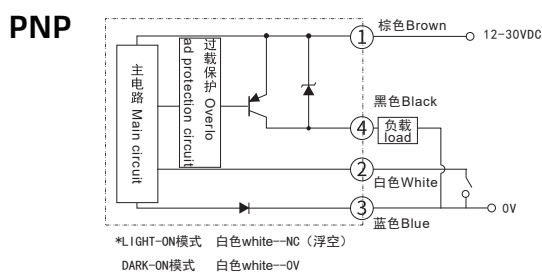 PNP
主电路 Main circuit
过载保护 Overlo
ad protection circuit
1
棕色Brown
12-30VDC
黑色Black
4
负载
load
2
白色White
3
蓝色Blue
0V
*LIGHT-ON模式 白色white--NC（浮空）
DARK-ON模式 白色white--0V